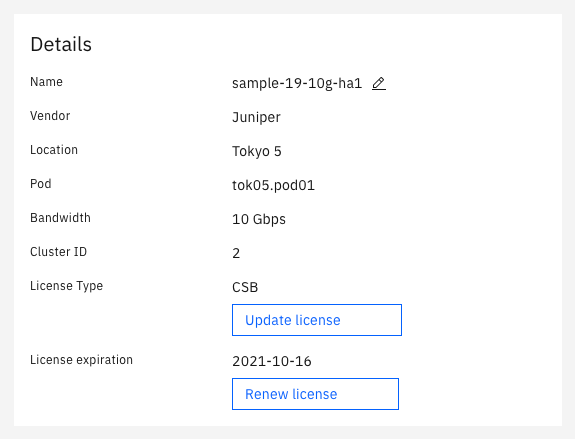 Details
Name sample-19-10g-ha1
Vendor Juniper
Location Tokyo 5
Pod tok05.pod01
Bandwidth 10 Gbps
Cluster ID 2
License Type CSB
Update license
License expiration 2021-10-16
Renew license